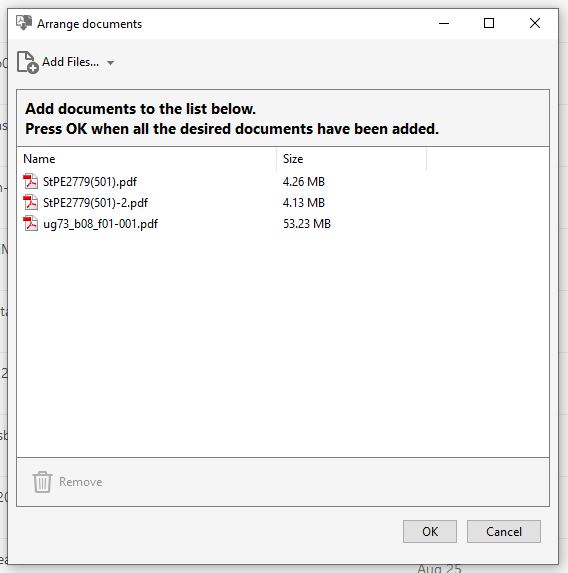 Arrange documents
Add Files...
Add documents to the list below.
Press OK when all the desired documents have been added.
Name Size
StPE2779(501).pdf 4.26 MB
StPE2779(501)-2.pdf 4.13 MB
ug73_b08_f01-001.pdf 53.23 MB
Remove
OK Cancel
Aug 25